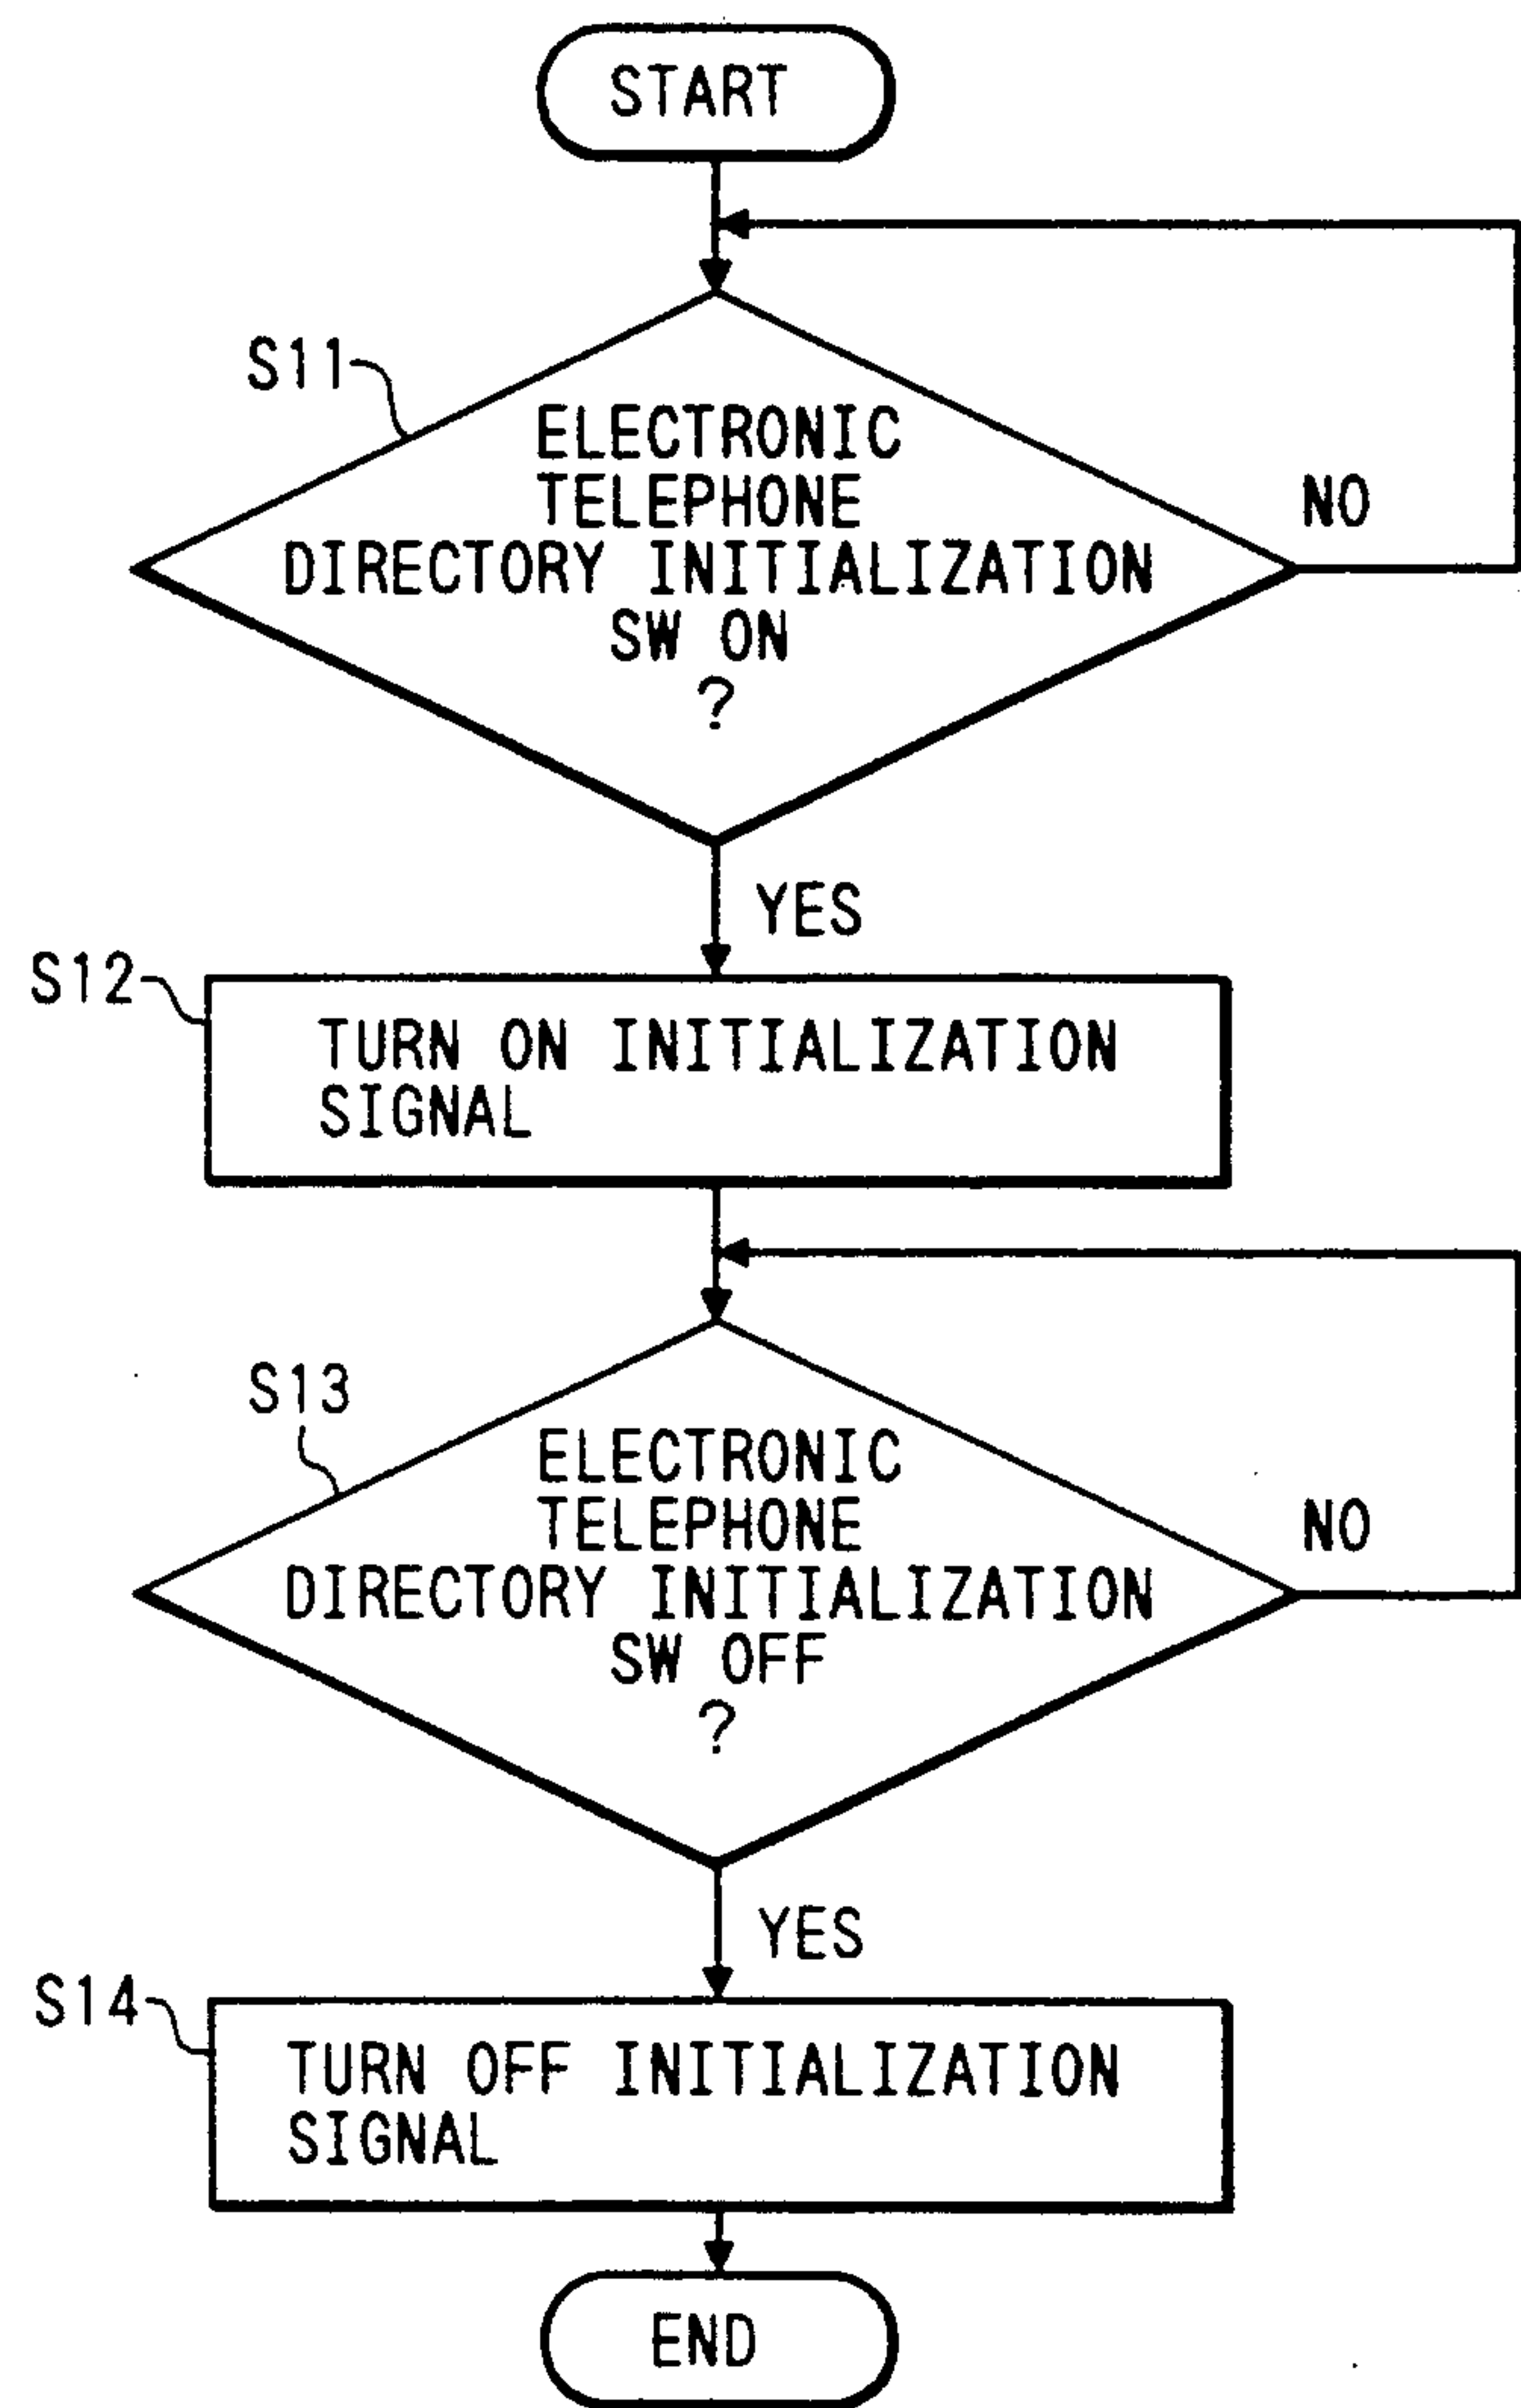 START
S11
ELECTRONIC
TELEPHONE
DIRECTORY INITIALIZATION
SW ON
?
NO
YES
S12
TURN ON INITIALIZATION
SIGNAL
S13
ELECTRONIC
TELEPHONE
DIRECTORY INITIALIZATION
SW OFF
?
NO
YES
S14
TURN OFF INITIALIZATION
SIGNAL
END